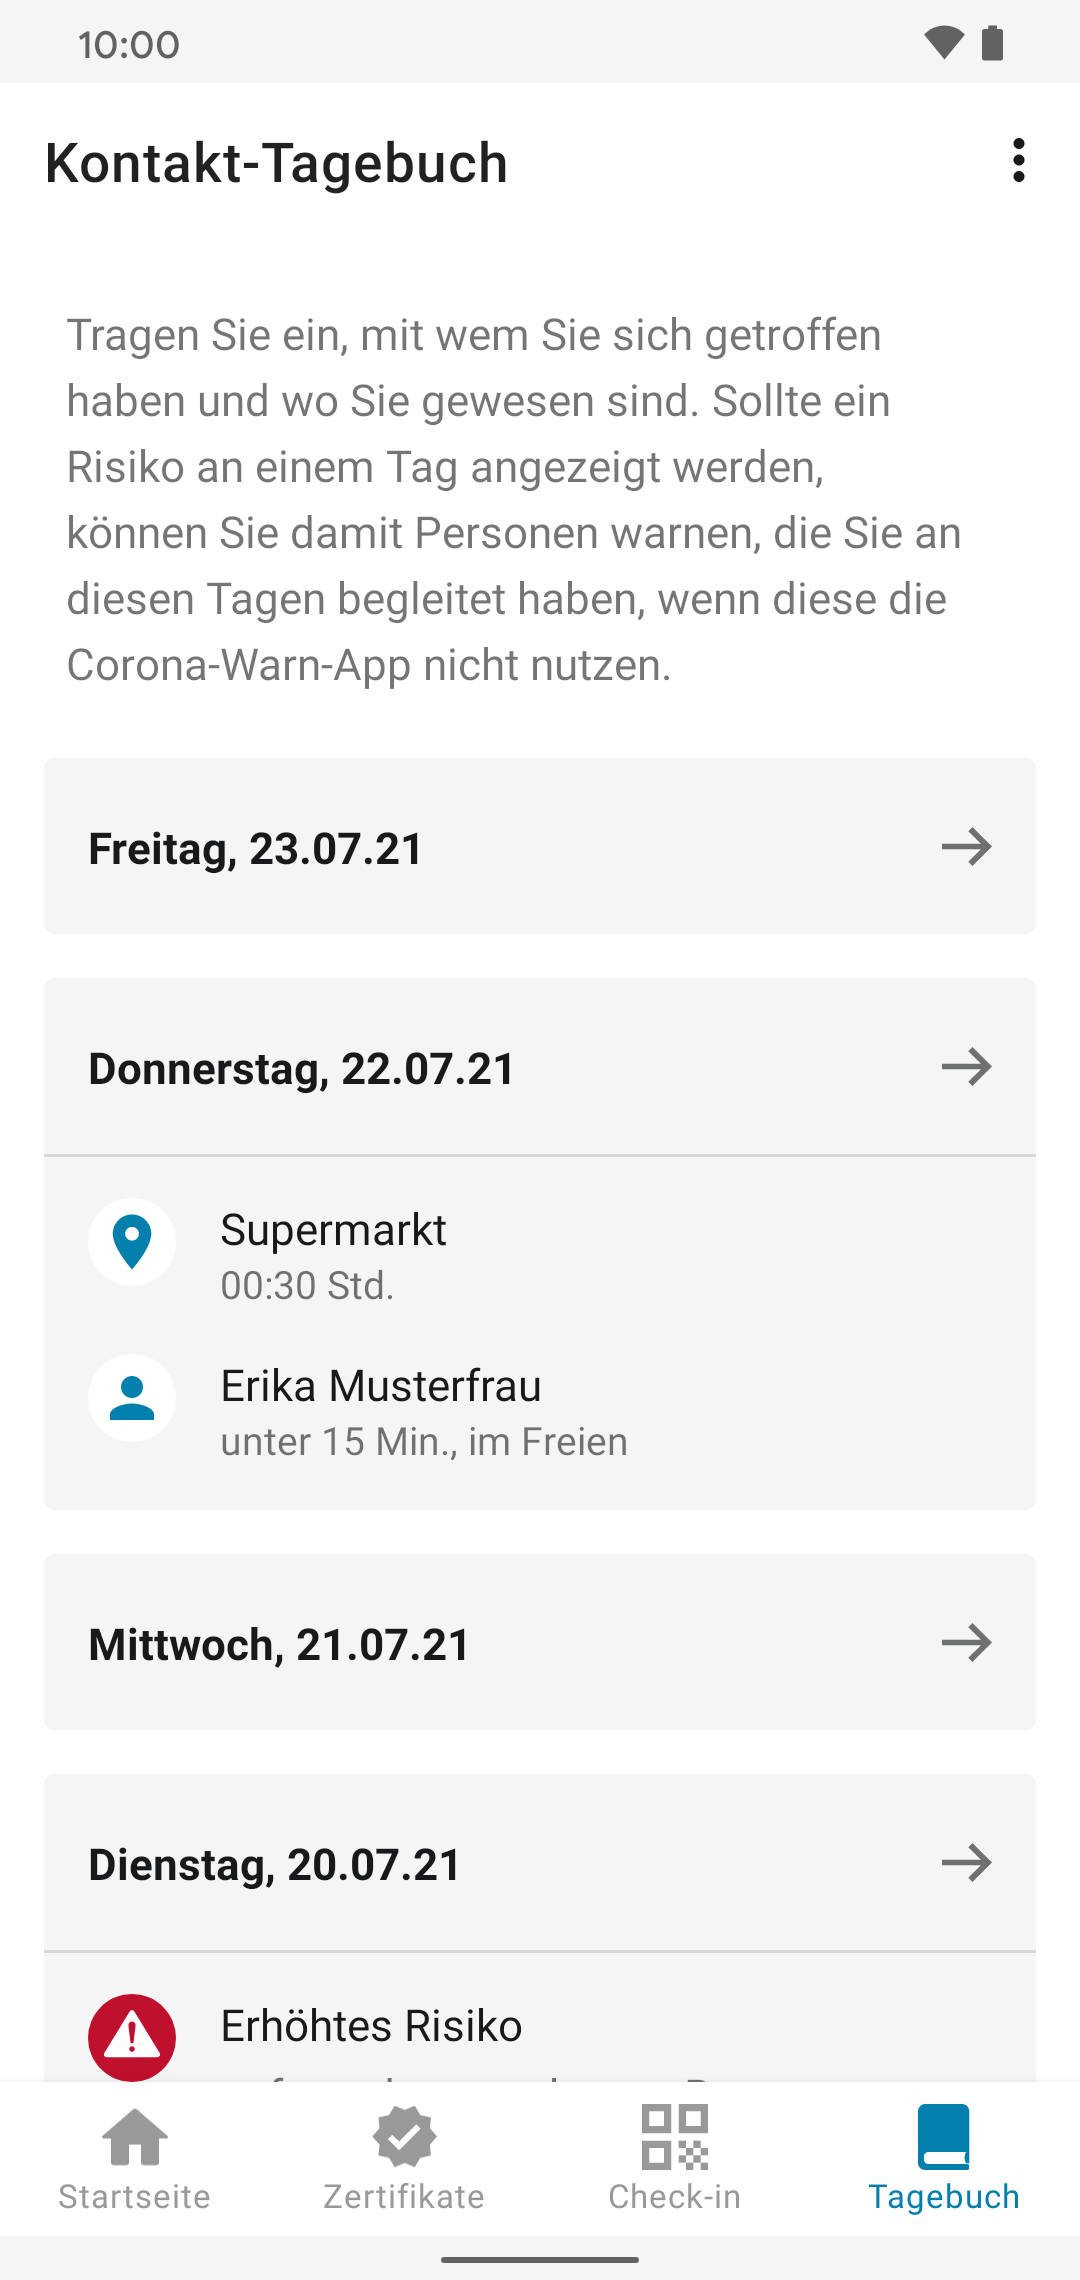 10:00
Kontakt-Tagebuch
Tragen Sie ein, mit wem Sie sich getroffen
haben und wo Sie gewesen sind. Sollte ein
Risiko an einem Tag angezeigt werden,
können Sie damit Personen warnen, die Sie an
diesen Tagen begleitet haben, wenn diese die
Corona-Warn-App nicht nutzen.
Freitag, 23.07.21
Donnerstag, 22.07.21
Supermarkt
00:30 Std.
Erika Musterfrau
unter 15 Min., im Freien
Mittwoch, 21.07.21
Dienstag, 20.07.21
Erhöhtes Risiko
Startseite
Zertifikate
Check-in
Tagebuch